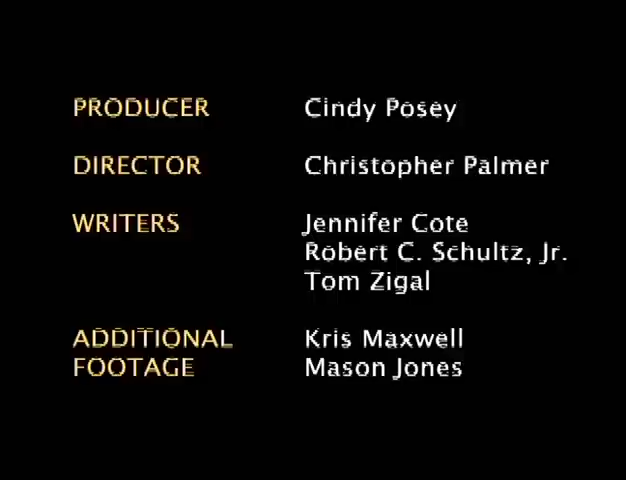 PRODUCER Cindy Posey
DIRECTOR Christopher Palmer
WRITERS Jennifer Cote
Robert C. Schultz, Jr.
Tom Zigal
ADDITIONAL Kris Maxwell
FOOTAGE Mason Jones